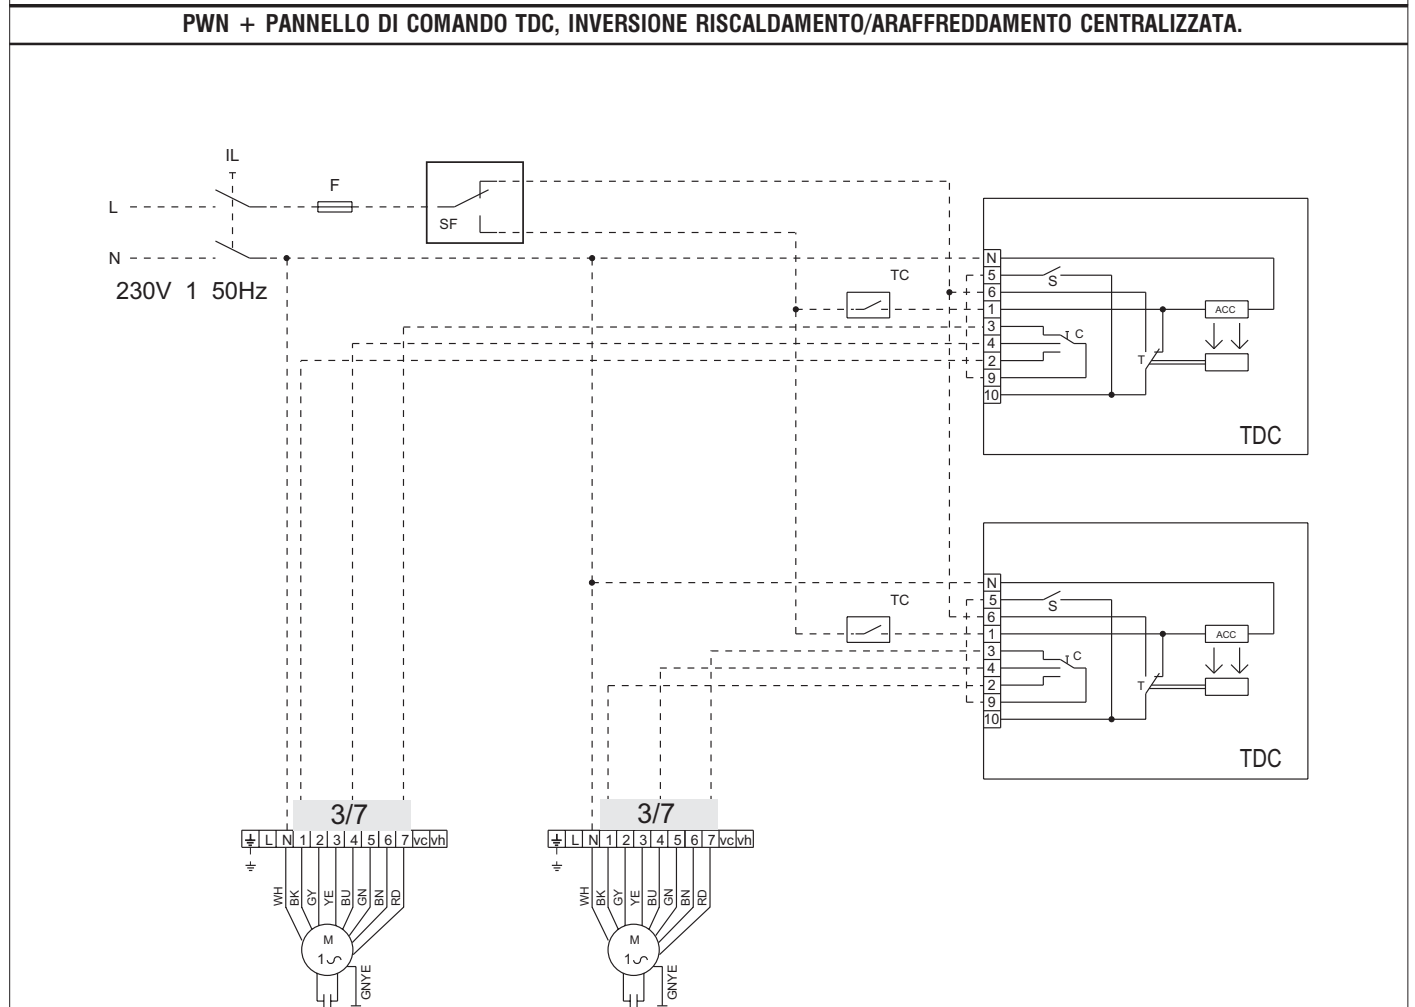 PWN + PANNELLO DI COMANDO TDC, INVERSIONE RISCALDAMENTO/ARAFFREDDAMENTO CENTRALIZZATA.
IL
F
L
SF
N
230V 1 50Hz
TC
N
5
S
6
1
ACC
3
C
4
2
T
9
10
TDC
TC
N
5
S
6
1
ACC
3
C
4
2
T
9
10
TDC
3/7
3/7
L N 1 2 3 4 5 6 7 vc vh
L N 1 2 3 4 5 6 7 vc vh
WH BK GY YE BU GN BN RD
WH BK GY YE BU GN BN RD
M
1
GNYE
M
1
GNYE